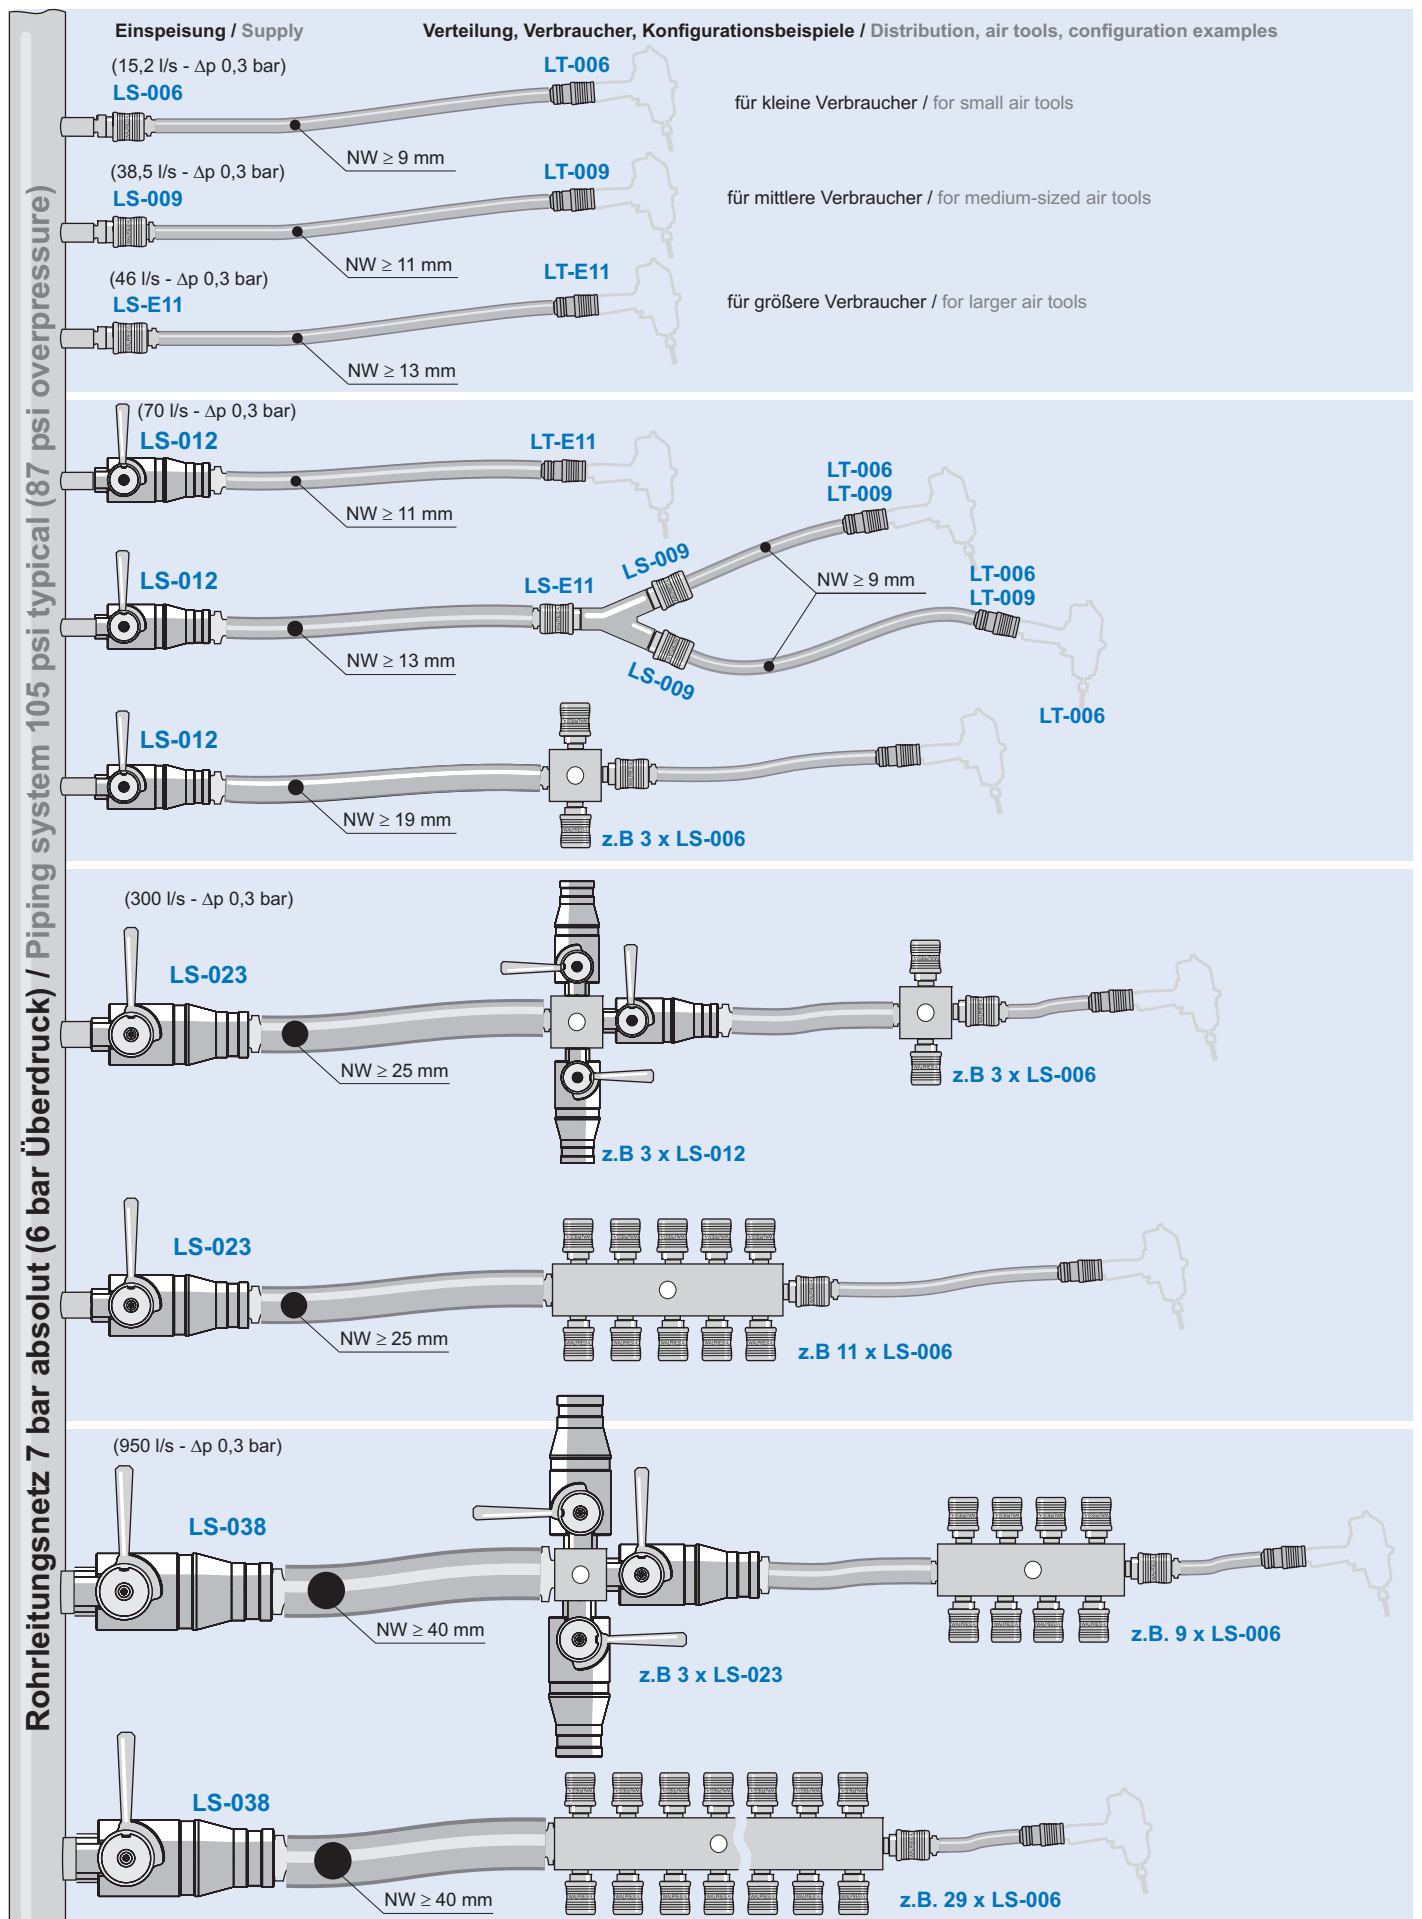 Einspeisung / Supply
Verteilung, Verbraucher, Konfigurationsbeispiele / Distribution, air tools, configuration examples
Rohrleitungsnetz 7 bar absolut (6 bar Überdruck) / Piping system 105 psi typical (87 psi overpressure)
(15,2 l/s - Δp 0,3 bar)
LS-006
LT-006
für kleine Verbraucher / for small air tools
NW ≥ 9 mm
(38,5 l/s - Δp 0,3 bar)
LS-009
LT-009
für mittlere Verbraucher / for medium-sized air tools
NW ≥ 11 mm
(46 l/s - Δp 0,3 bar)
LS-E11
LT-E11
für größere Verbraucher / for larger air tools
NW ≥ 13 mm
(70 l/s - Δp 0,3 bar)
LS-012
LT-E11
NW ≥ 11 mm
LT-006
LT-009
LS-012
LS-E11
LS-009
NW ≥ 9 mm
LT-006
LT-009
NW ≥ 13 mm
LS-009
LT-006
LS-012
NW ≥ 19 mm
z.B 3 x LS-006
(300 l/s - Δp 0,3 bar)
LS-023
NW ≥ 25 mm
z.B 3 x LS-006
z.B 3 x LS-012
LS-023
NW ≥ 25 mm
z.B 11 x LS-006
(950 l/s - Δp 0,3 bar)
LS-038
NW ≥ 40 mm
z.B. 9 x LS-006
z.B 3 x LS-023
LS-038
NW ≥ 40 mm
z.B. 29 x LS-006